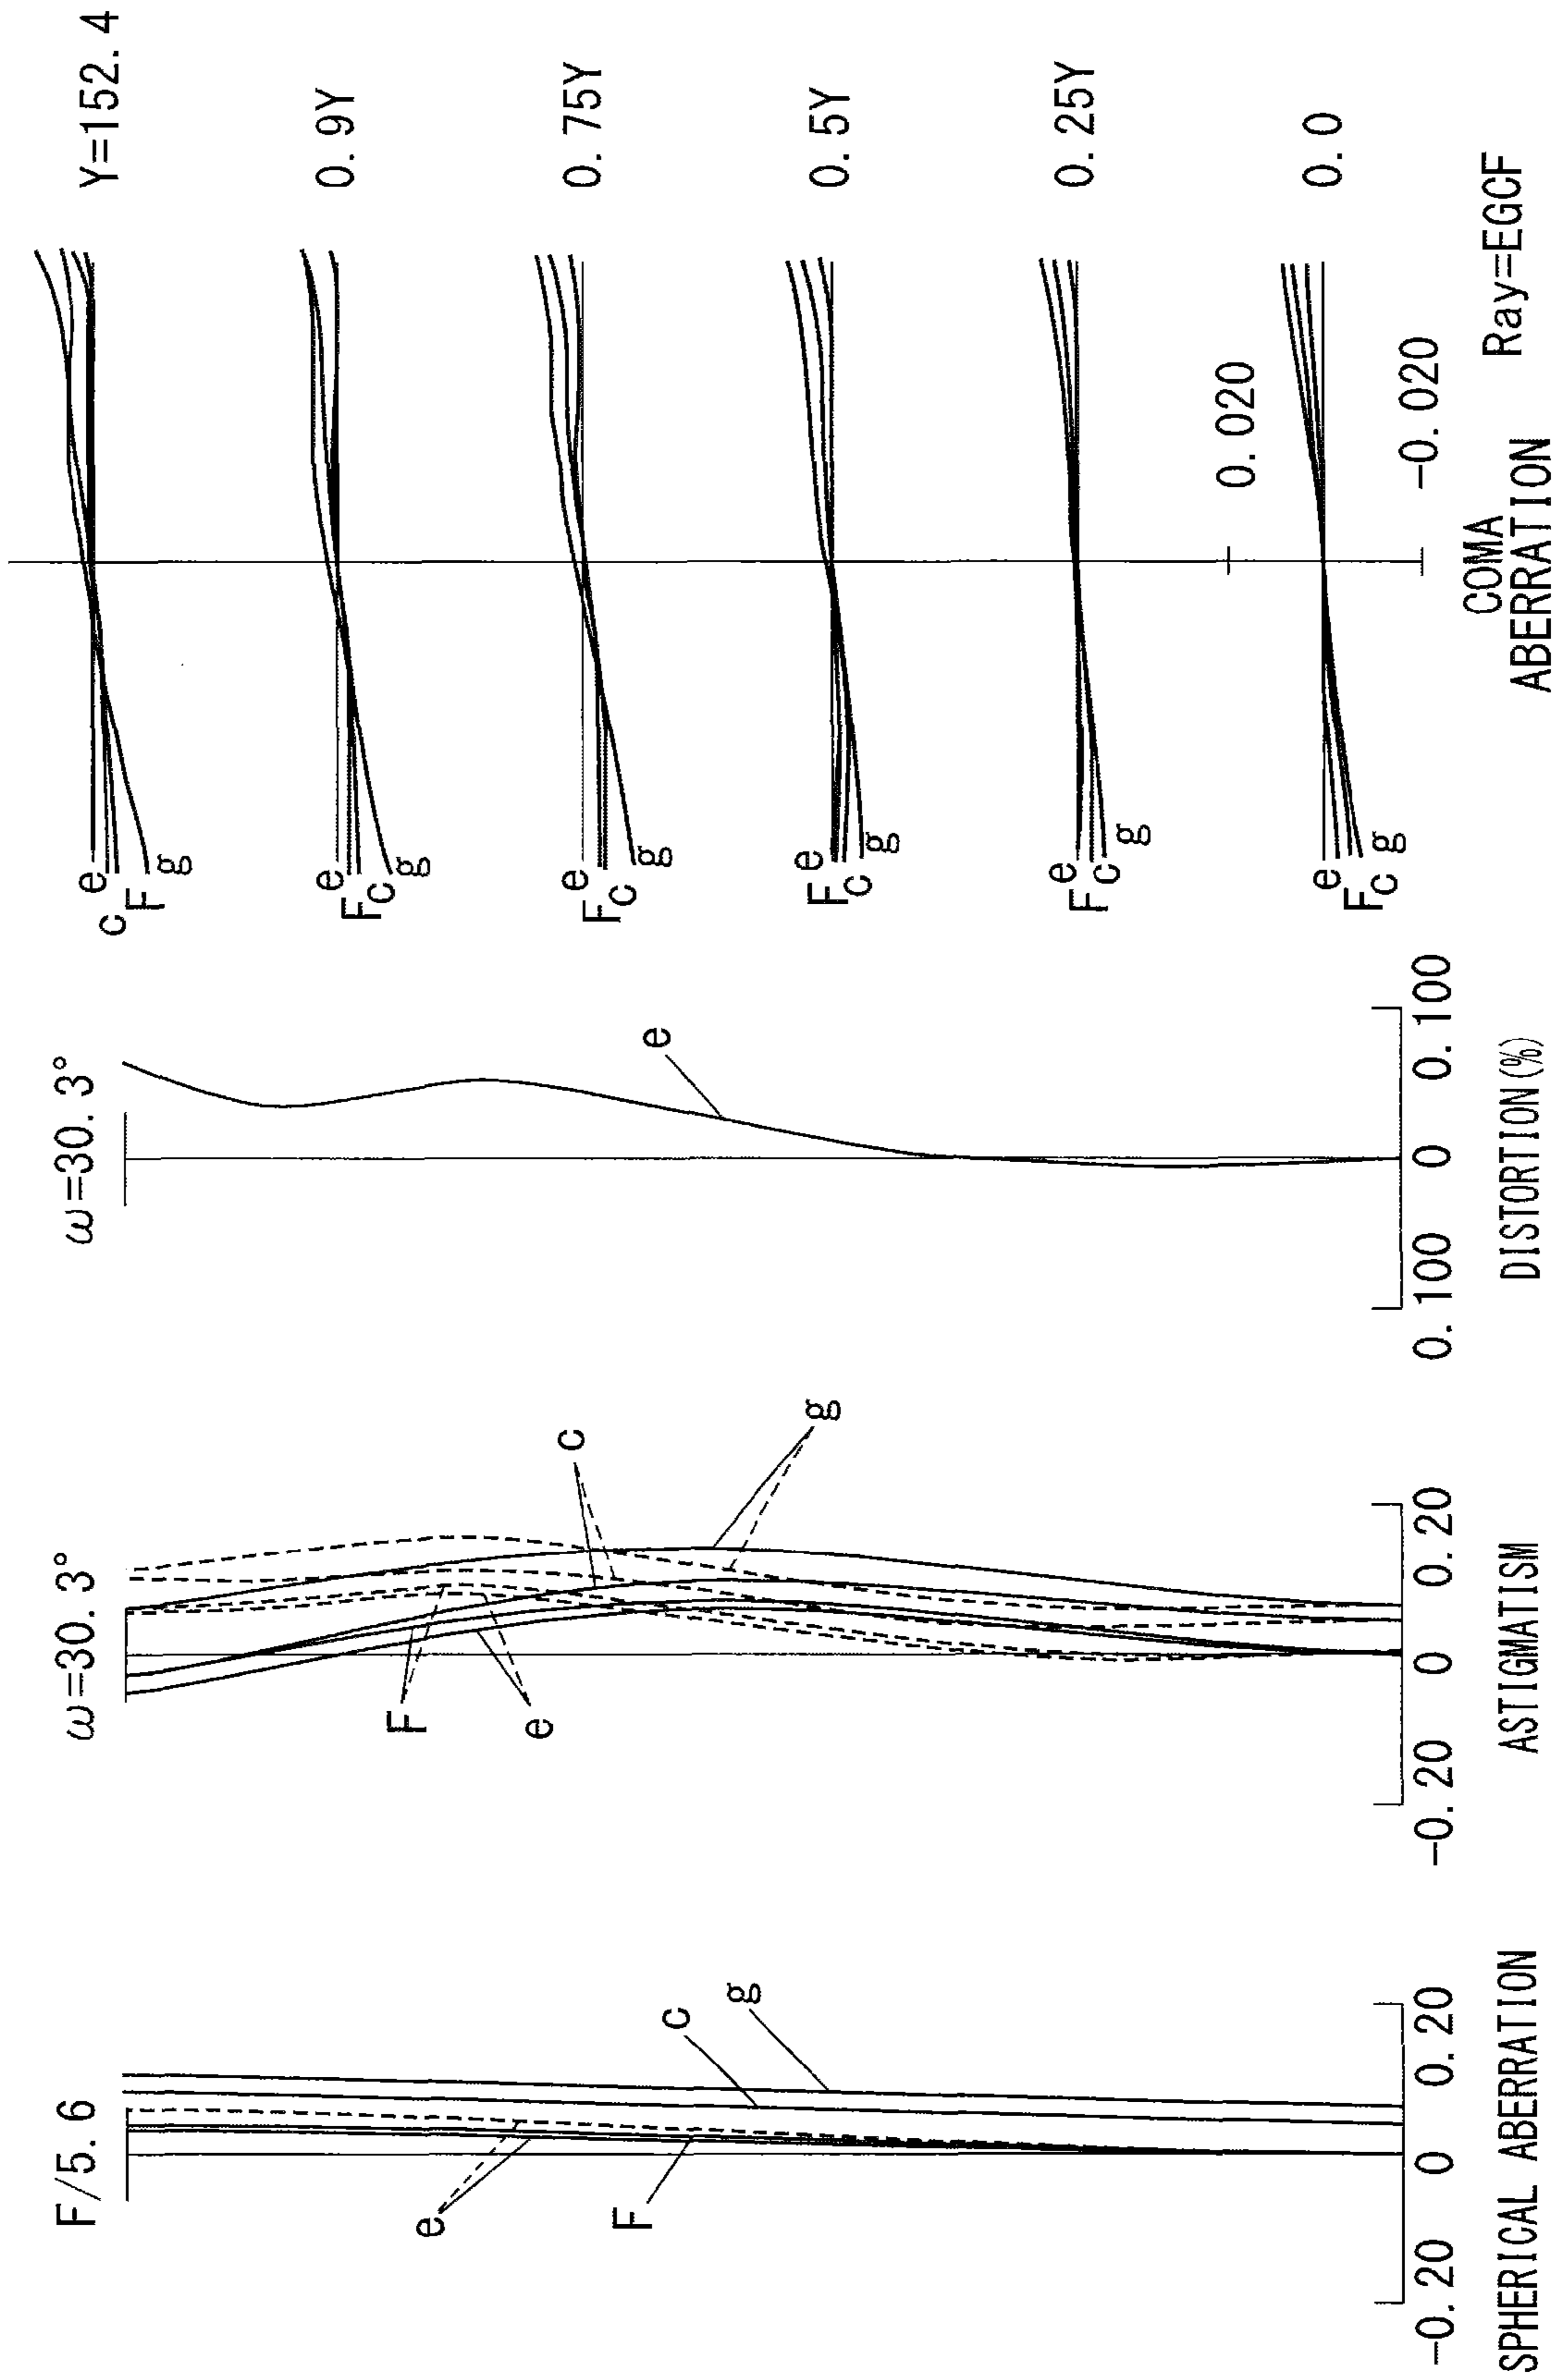 F/5. 6
e
F
c
g
-0. 20
0
0. 20
SPHERICAL ABERRATION
ω=30. 3°
F
e
c
g
-0. 20
0
0. 20
ASTIGMATISM
ω=30. 3°
e
0. 100
0
0. 100
DISTORTION(%)
Y=152. 4
e
c
F
g
0. 9Y
e
F
c
g
0. 75Y
e
F
c
g
0. 5Y
e
F
c
g
0. 25Y
e
F
c
g
0. 0
e
F
c
g
0. 020
-0. 020
COMA
ABERRATION
Ray=EGCF